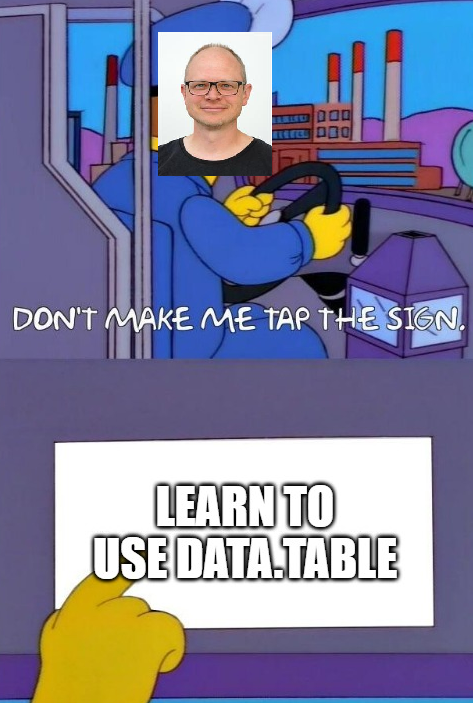 DON'T MAKE ME TAP THE SIGN.
LEARN TO
USE DATA.TABLE